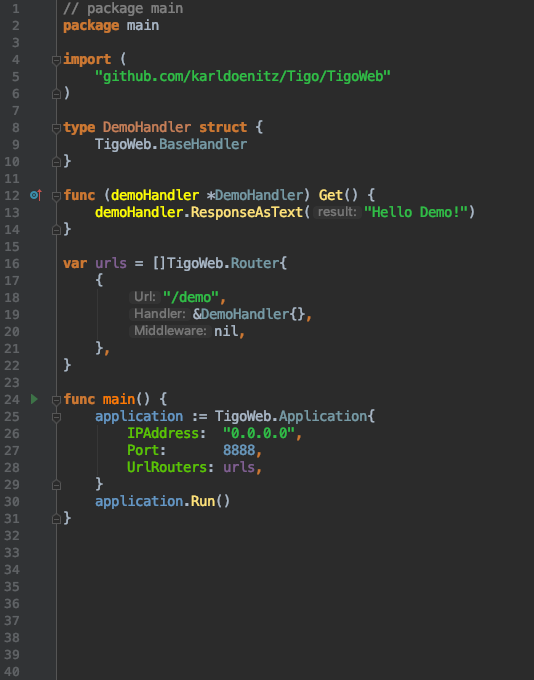 1 // package main
2 package main
3
4 import (
5     "github.com/karldoenitz/Tigo/TigoWeb"
6 )
7
8 type DemoHandler struct {
9     TigoWeb.BaseHandler
10 }
11
12 func (demoHandler *DemoHandler) Get() {
13     demoHandler.ResponseAsText( result: "Hello Demo!")
14 }
15
16 var urls = []TigoWeb.Router{
17     {
18         Url: "/demo",
19         Handler: &DemoHandler{},
20         Middleware: nil,
21     },
22 }
23
24 func main() {
25     application := TigoWeb.Application{
26         IPAddress:  "0.0.0.0",
27         Port:       8888,
28         UrlRouters: urls,
29     }
30     application.Run()
31 }
32
33
34
35
36
37
38
39
40